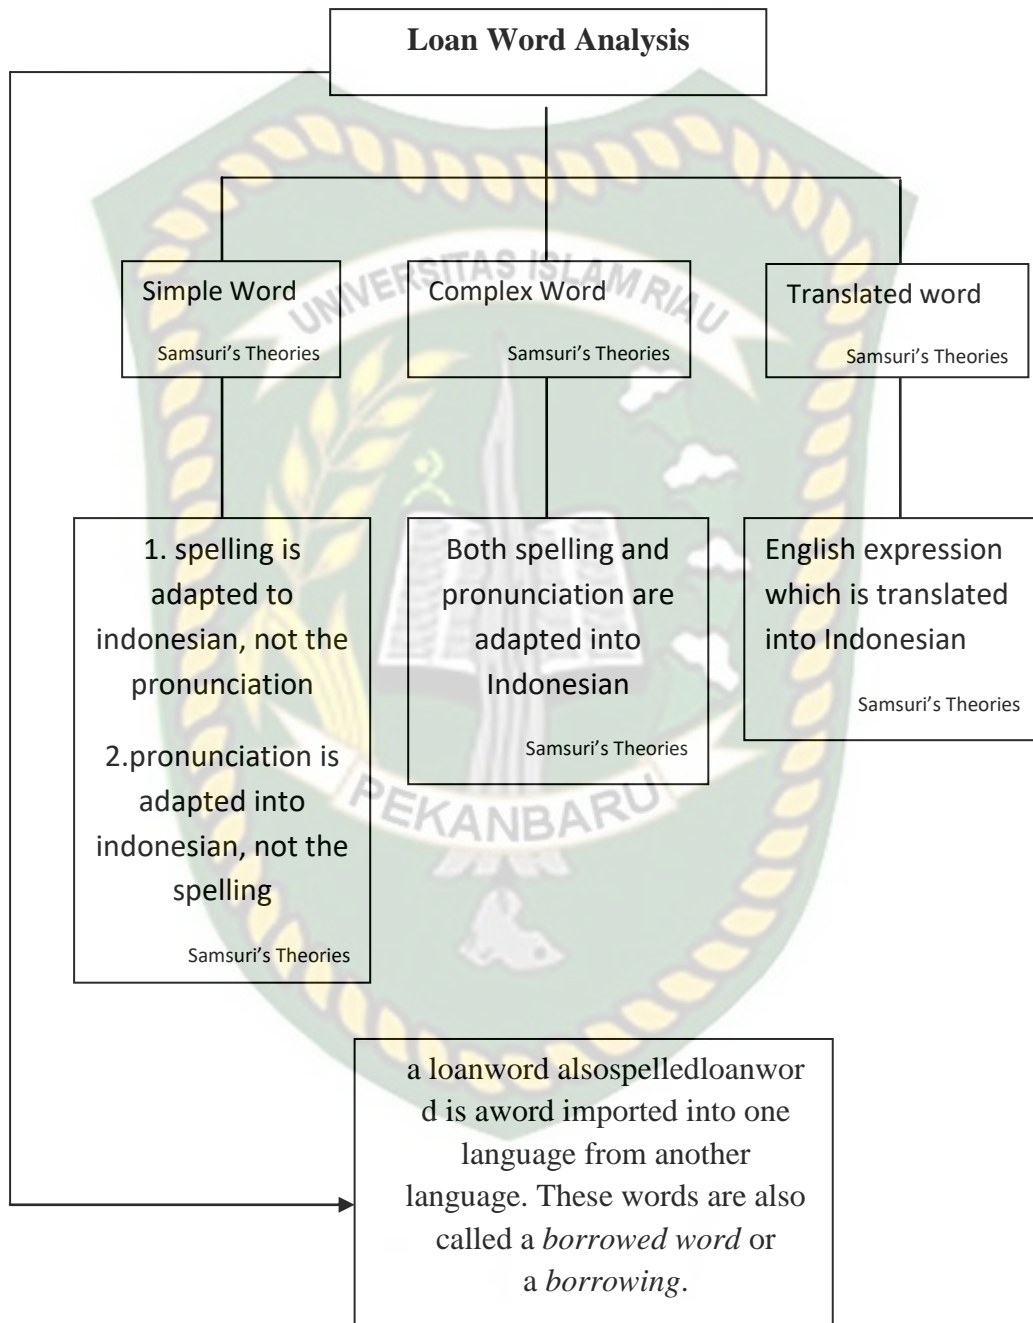 Loan Word Analysis
UNIVERSITAS ISLAM RIAU
Simple Word
Samsuri’s Theories
Complex Word
Samsuri’s Theories
Translated word
Samsuri’s Theories
1. spelling is
adapted to
indonesian, not the
pronunciation
2.pronunciation is
adapted into
indonesian, not the
spelling
Samsuri’s Theories
Both spelling and
pronunciation are
adapted into
Indonesian
Samsuri’s Theories
English expression
which is translated
into Indonesian
Samsuri’s Theories
PEKANBARU
a loanword alsospelledloanwor
d is aword imported into one
language from another
language. These words are also
called a borrowed word or
a borrowing.